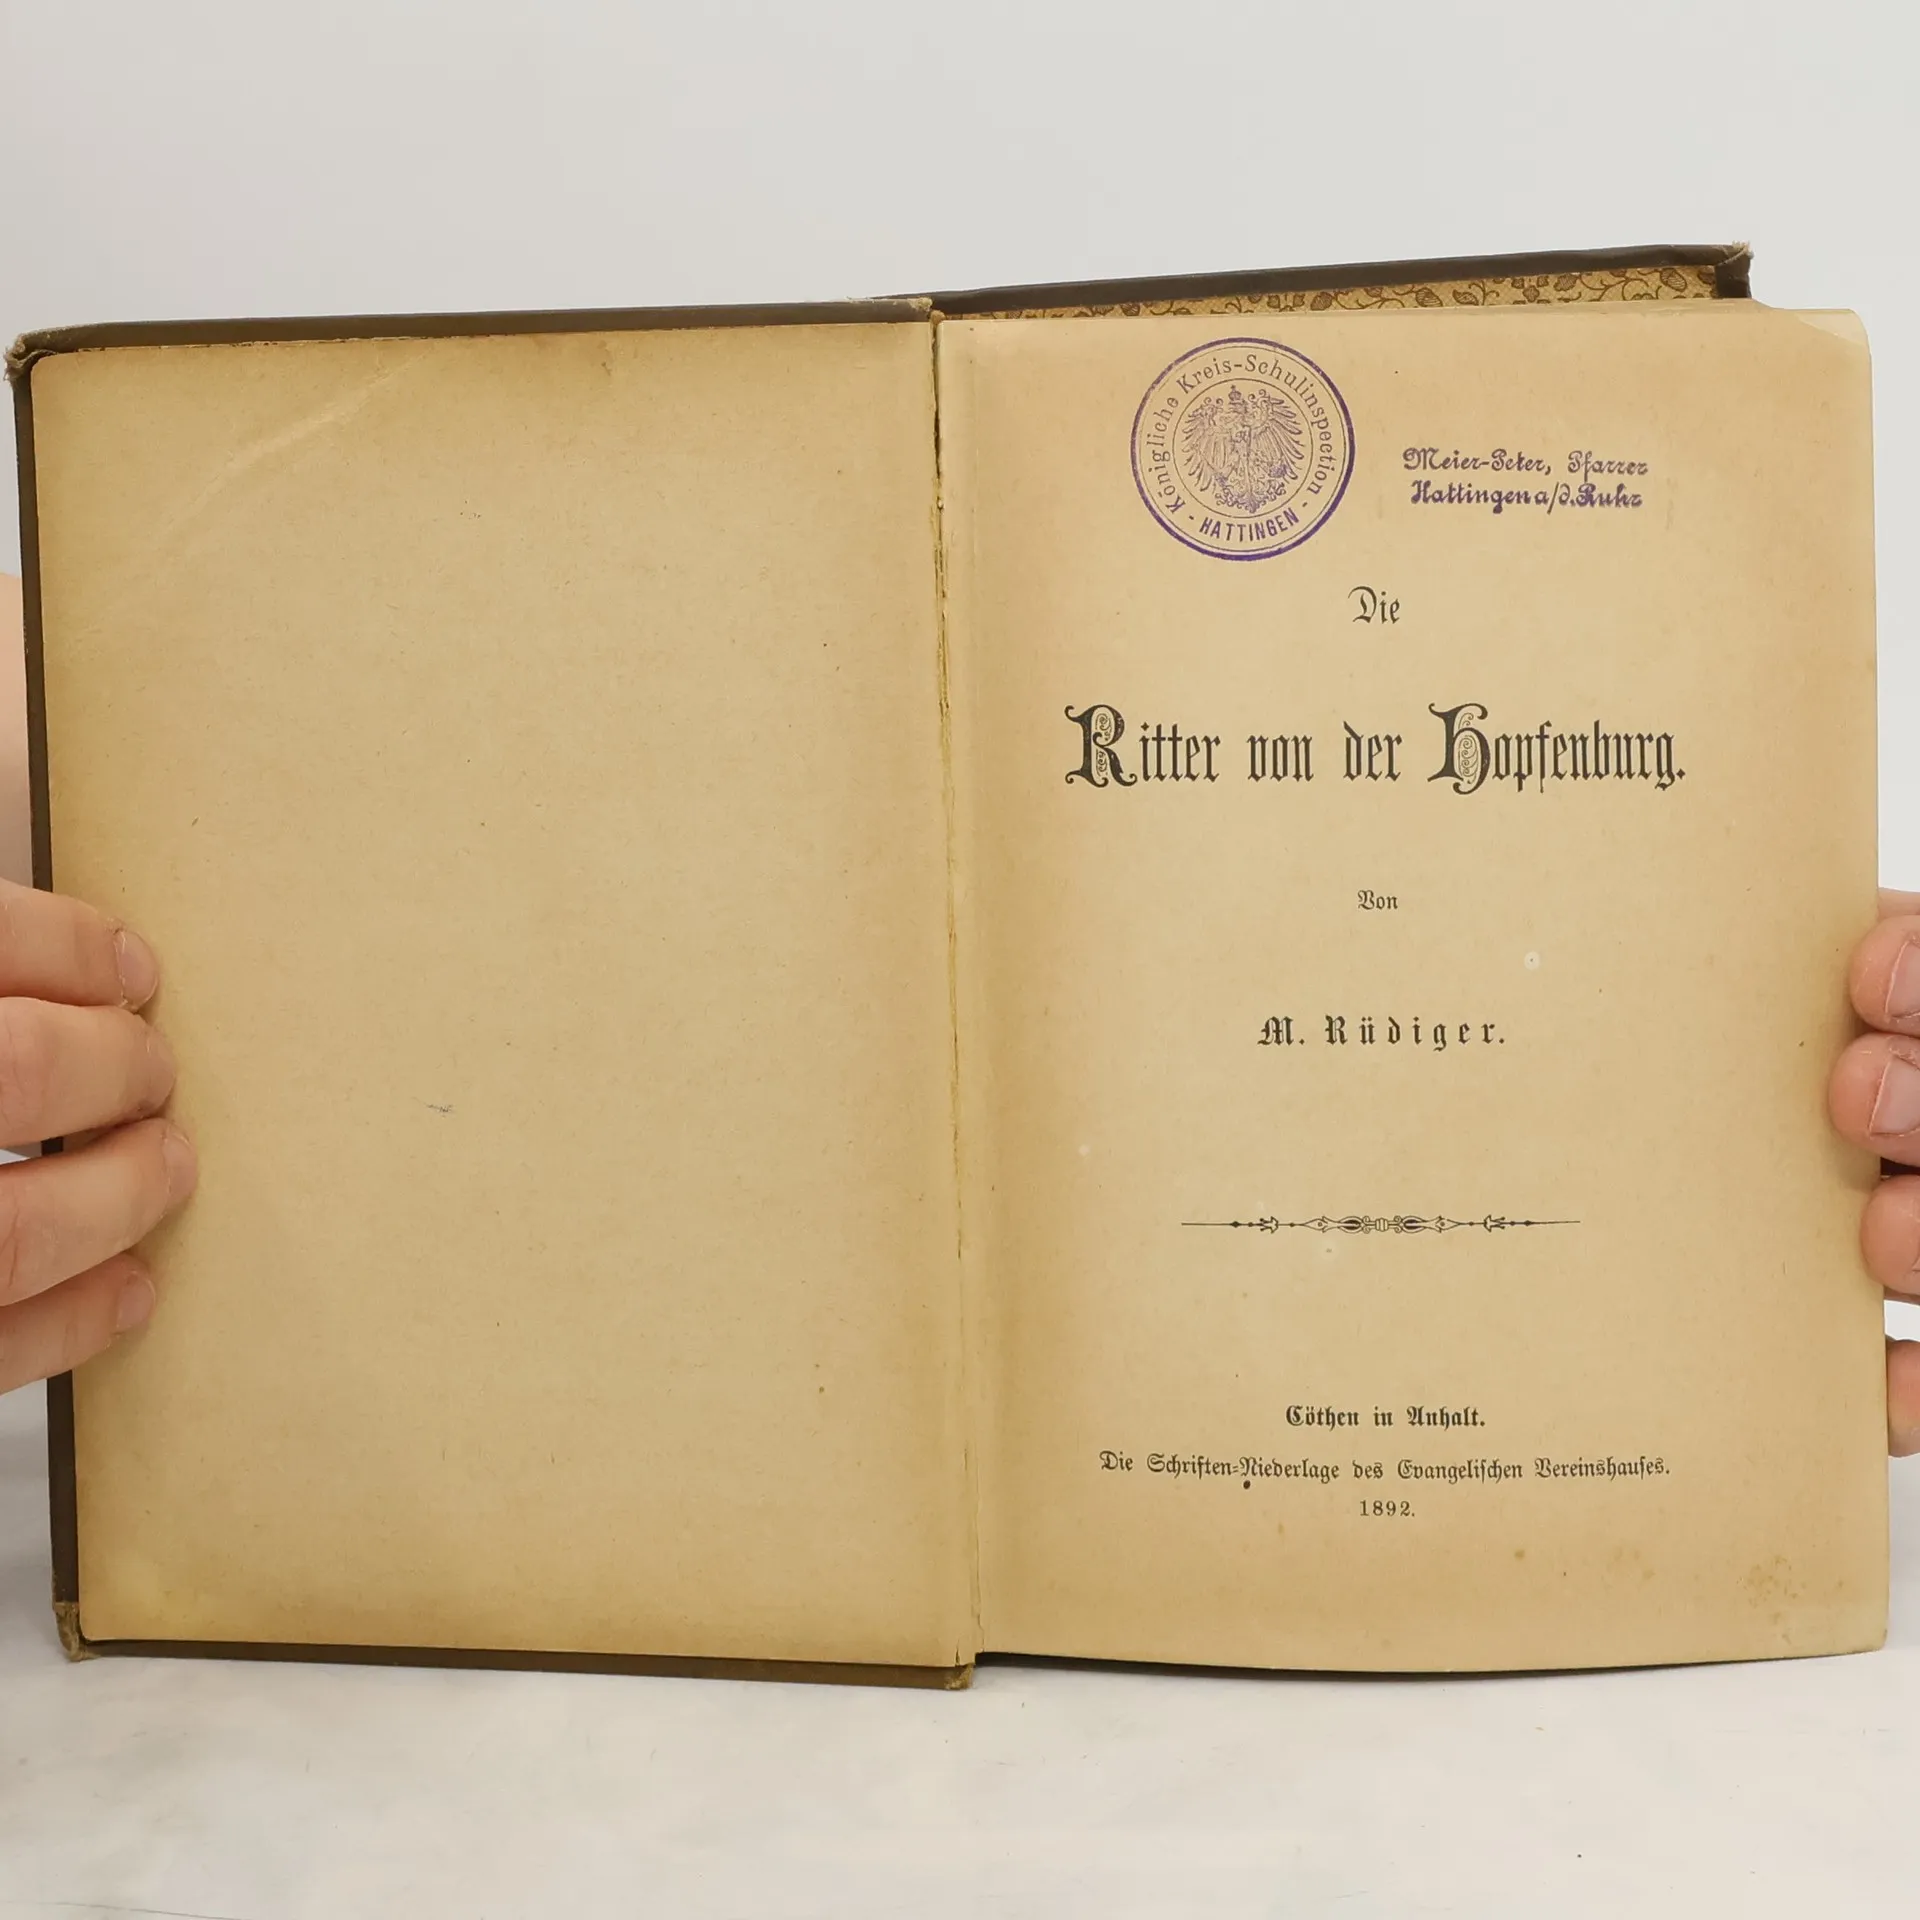 Königliche Kreis-Schulinspection
- HATTINGEN -
Meier-Peter, Pfarrer
Hattingen a/d. Ruhr
Die
Ritter von der Hopfenburg.
Von
M. Rüdiger.
Cöthen in Anhalt.
Die Schriften-Niederlage des Evangelischen Vereinshauses.
1892.